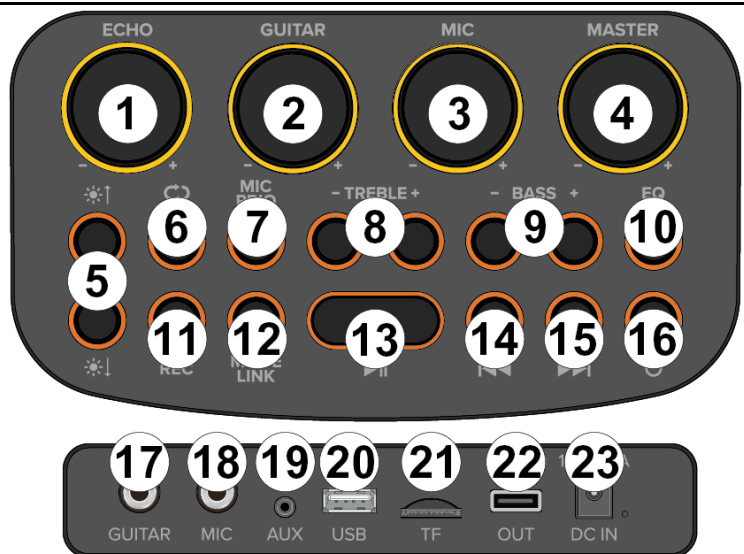 ECHO GUITAR MIC MASTER
1 2 3 4
- + - + - + - +
MIC - TREBLE + - BASS + EQ
6 7 8 9 10
5
11 12 13 14 15 16
REC
LINK
17 18 19 20 21 22 23
GUITAR MIC AUX USB TF OUT DC IN